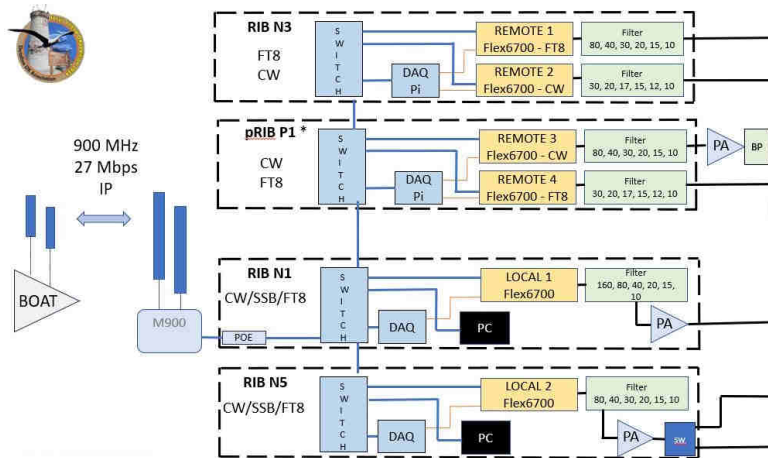 RIB N3
FT8
CW
SWITCH
DAQ
Pi
REMOTE 1
Flex6700 - FT8
Filter
80, 40, 30, 20, 15, 10
REMOTE 2
Flex6700 - CW
Filter
30, 20, 17, 15, 12, 10
pRIB P1 *
CW
FT8
SWITCH
DAQ
Pi
REMOTE 3
Flex6700 - CW
Filter
80, 40, 30, 20, 15, 10
PA
BP
REMOTE 4
Flex6700 - FT8
Filter
30, 20, 17, 15, 12, 10
900 MHz
27 Mbps
IP
BOAT
M900
POE
RIB N1
CW/SSB/FT8
SWITCH
DAQ
PC
LOCAL 1
Flex6700
Filter
160, 80, 40, 20, 15,
10
PA
RIB N5
CW/SSB/FT8
SWITCH
DAQ
PC
LOCAL 2
Flex6700
Filter
80, 40, 30, 20, 15, 10
PA
SW